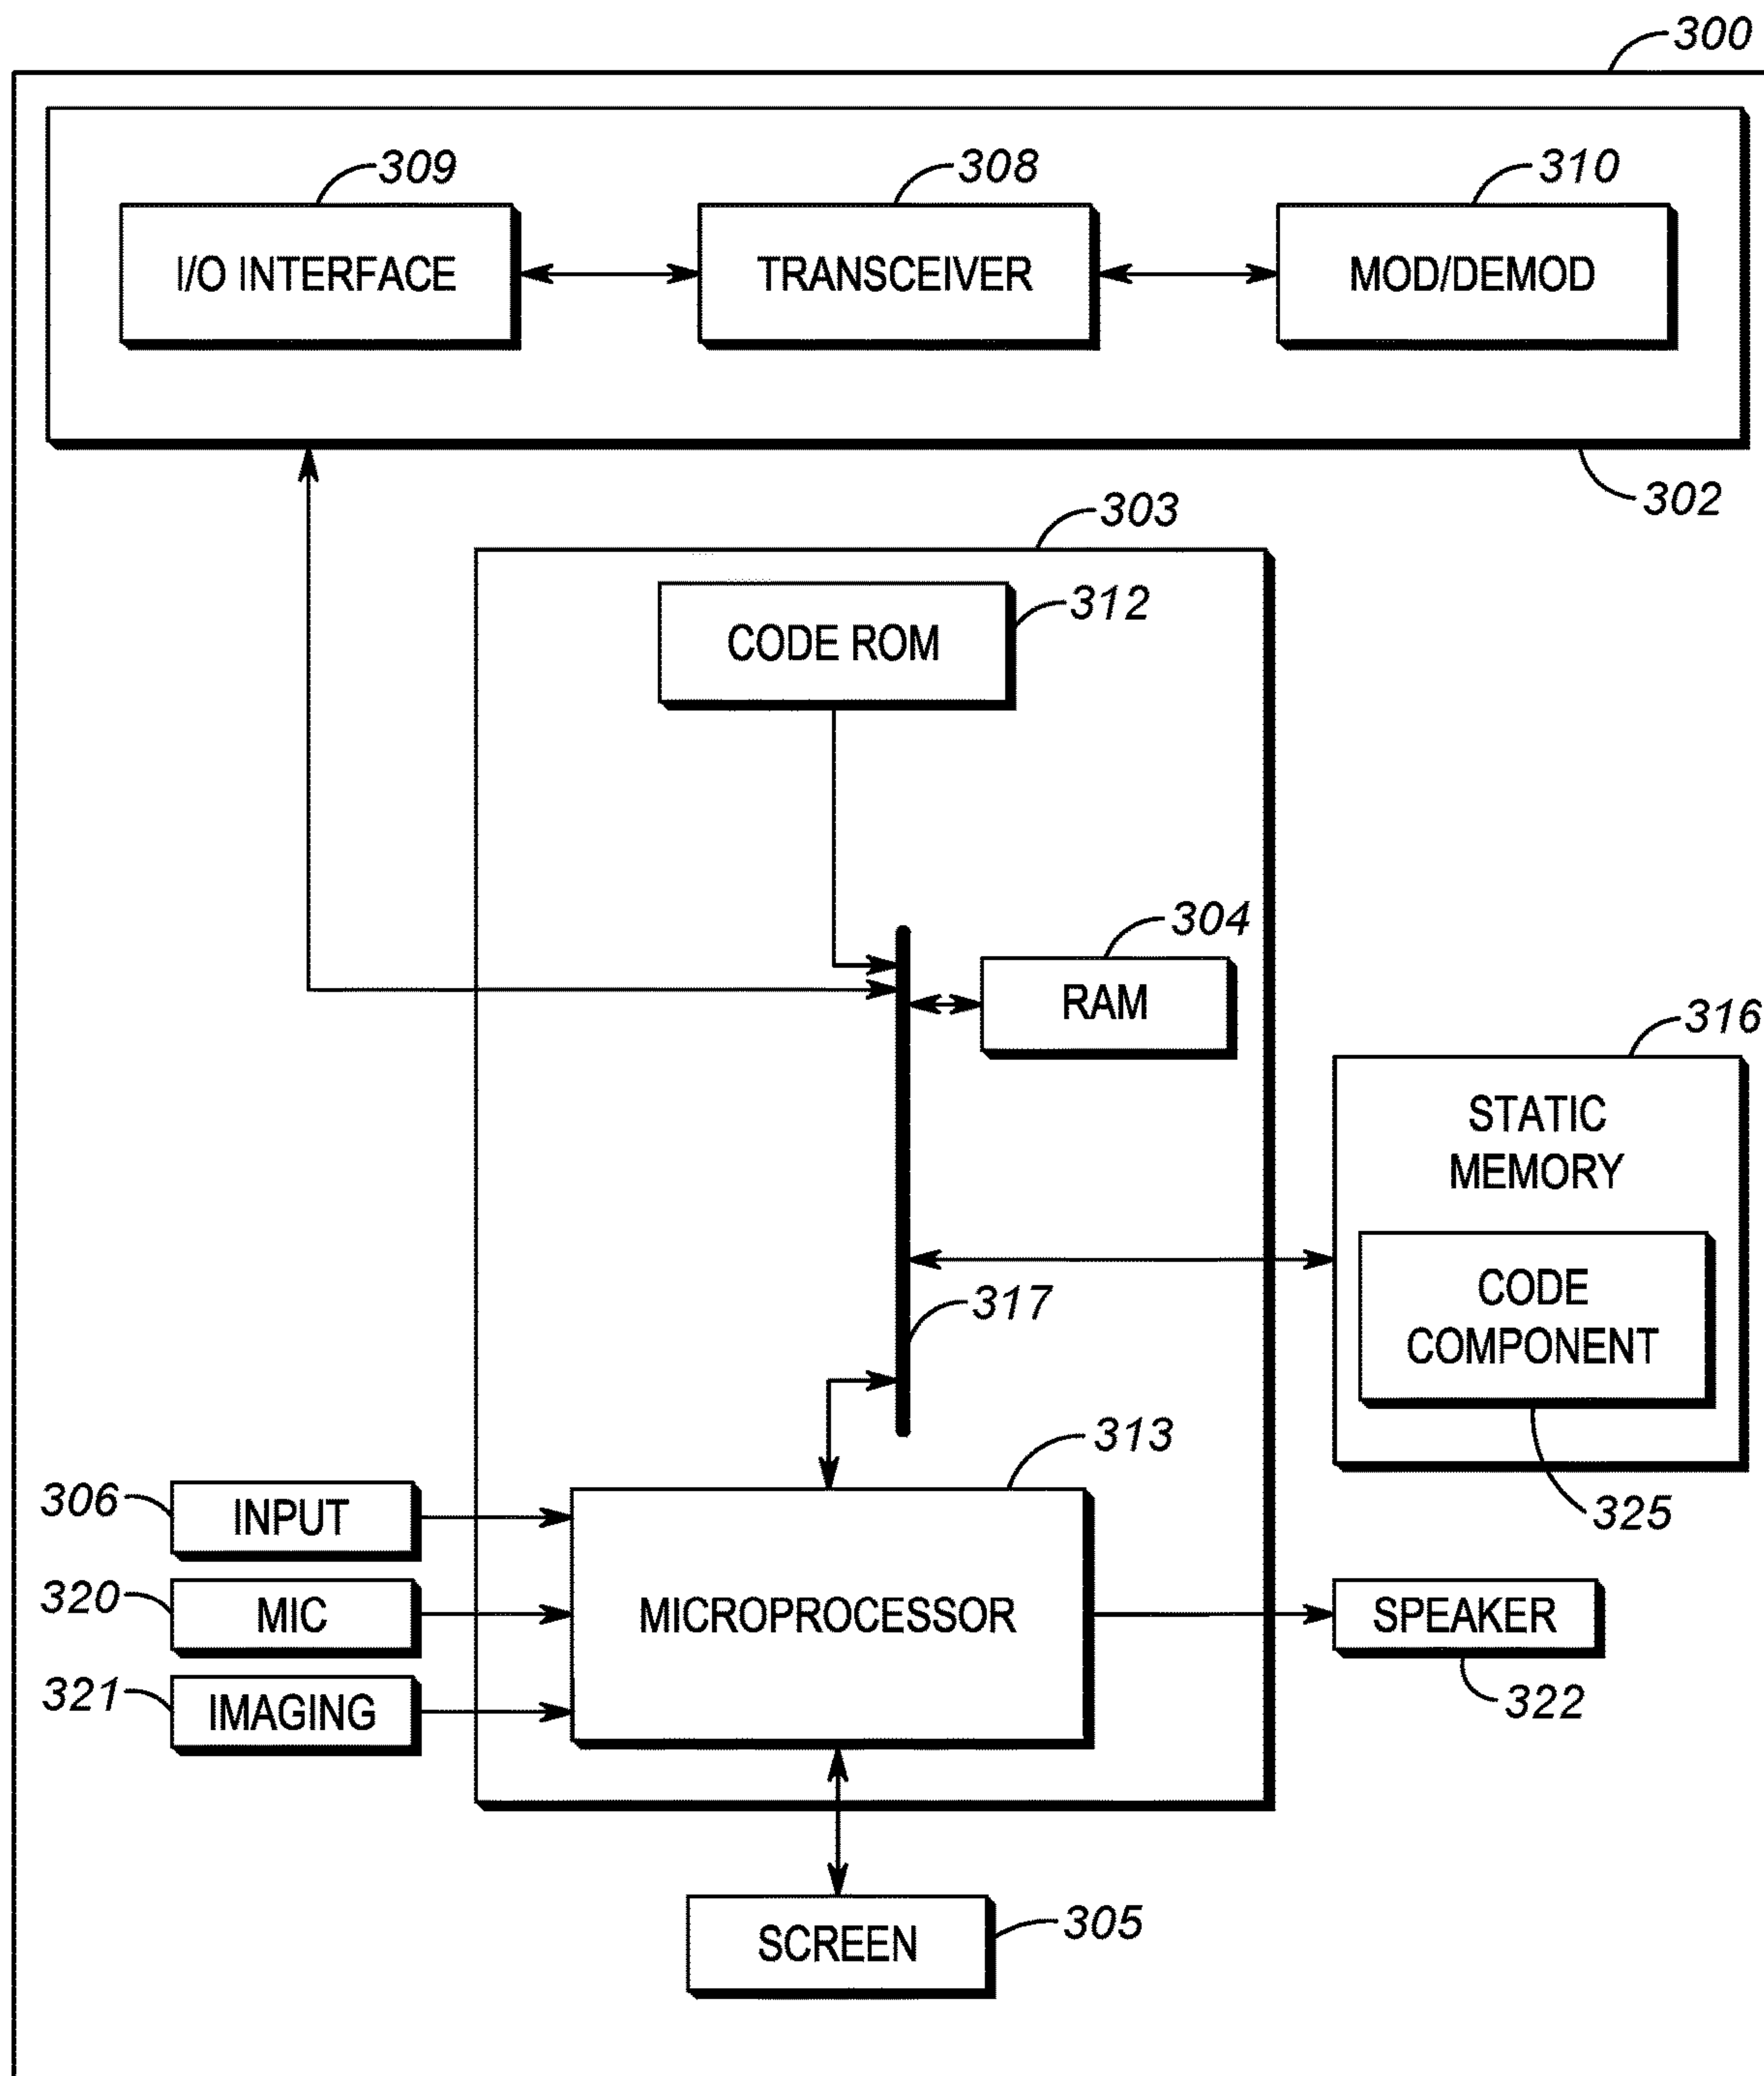 300
309
308
310
I/O INTERFACE
TRANSCEIVER
MOD/DEMOD
302
303
312
CODE ROM
304
RAM
316
STATIC
MEMORY
CODE
COMPONENT
317
313
325
306
INPUT
320
MIC
MICROPROCESSOR
SPEAKER
321
IMAGING
322
SCREEN
305